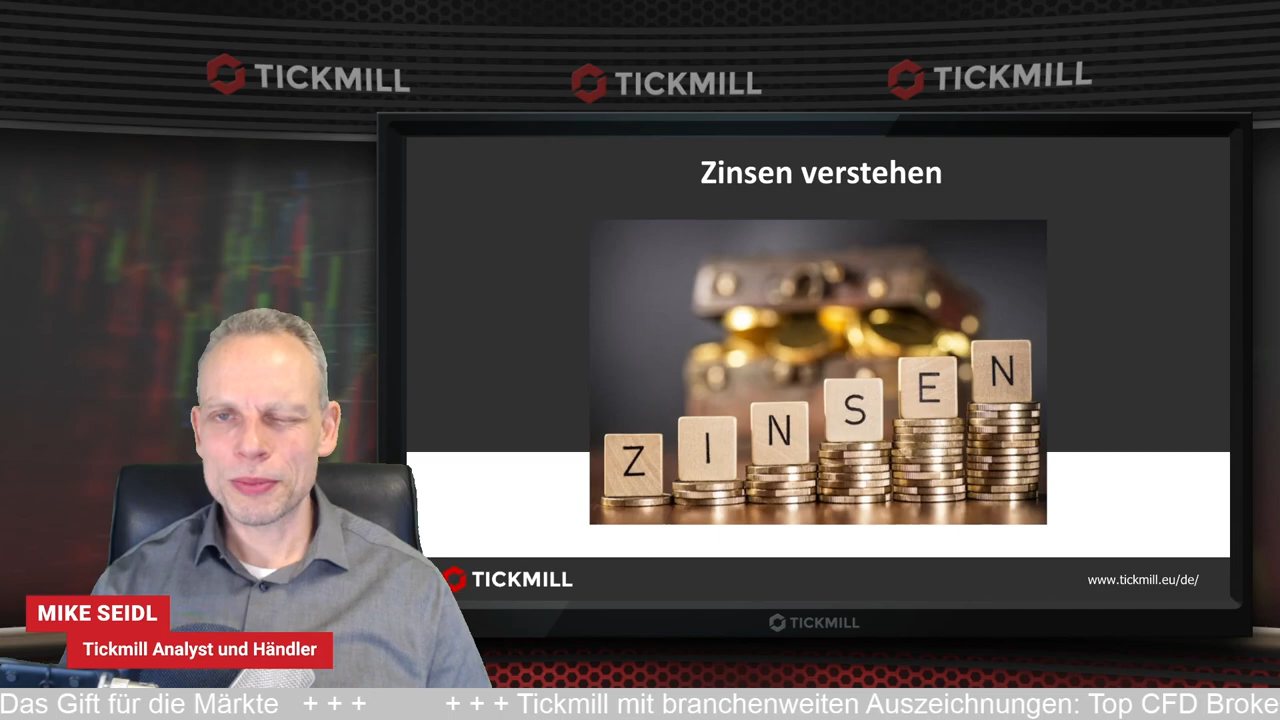 TICKMILL TICKMILL TICKMILL
Zinsen verstehen
Z I N S E N
TICKMILL
www.tickmill.eu/de/
TICKMILL
MIKE SEIDL
Tickmill Analyst und Händler
Das Gift für die Märkte + + + + + + Tickmill mit branchenweiten Auszeichnungen: Top CFD Broke